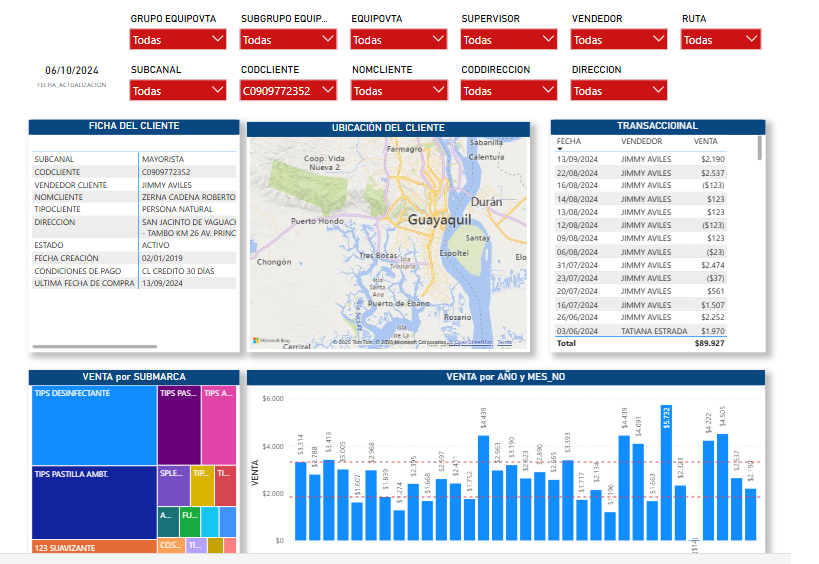 GRUPO EQUIPOVTA SUBGRUPO EQUIP... EQUIPOVTA SUPERVISOR VENDEDOR RUTA
Todas Todas Todas Todas Todas Todas
06/10/2024
FECHA_ACTUALIZACION
SUBCANAL CODCLIENTE NOMCLIENTE CODDIRECCION DIRECCION
Todas C0909772352 Todas Todas Todas
FICHA DEL CLIENTE
SUBCANAL MAYORISTA
CODCLIENTE C0909772352
VENDEDOR CLIENTE JIMMY AVILES
NOMCLIENTE ZERNA CADENA ROBERTO
TIPOCLIENTE PERSONA NATURAL
DIRECCION SAN JACINTO DE YAGUACH
- TAMBO KM 26 AV. PRINC
ESTADO ACTIVO
FECHA CREACIÓN 02/01/2019
CONDICIONES DE PAGO CL CREDITO 30 DÍAS
ULTIMA FECHA DE COMPRA 13/09/2024
UBICACIÓN DEL CLIENTE
Sabanilla
Farmagro
Calentura
Coop. Vida
Nueva 2
Durán
Puerto Hondo
Guayaquil
Santay
Chongón
Tres Bocas
Espoltel
Elo
Isla
Trinitaria
Isla
Santa
Ana
Puerto de Ébano
Rosario
Isla
de La
Carrizal
Microsoft Bing
© 2025 TomTom, © 2025 Microsoft Corporation, © OpenStreetMap Terms
TRANSACCIOINAL
FECHA VENDEDOR VENTA
13/09/2024 JIMMY AVILES $2.190
22/08/2024 JIMMY AVILES $2.537
16/08/2024 JIMMY AVILES ($123)
14/08/2024 JIMMY AVILES $123
13/08/2024 JIMMY AVILES $123
12/08/2024 JIMMY AVILES ($123)
09/08/2024 JIMMY AVILES $123
06/08/2024 JIMMY AVILES ($23)
31/07/2024 JIMMY AVILES $2.474
23/07/2024 JIMMY AVILES ($37)
20/07/2024 JIMMY AVILES $561
16/07/2024 JIMMY AVILES $1.507
26/06/2024 JIMMY AVILES $2.252
03/06/2024 TATIANA ESTRADA $1.970
Total $89.927
VENTA por SUBMARCA
TIPS DESINFECTANTE
TIPS PAS...
TIPS A...
TIPS PASTILLA AMBT.
SPLE...
TIP...
TI...
A...
FU...
123 SUAVIZANTE
COS...
TI...
VENTA por AÑO y MES_NO
VENTA
$6.000
$4.000
$2.000
$0
$3.314
$2.788
$3.413
$3.005
$1.607
$2.968
$1.839
$1.274
$2.395
$1.668
$2.597
$1.752
$4.439
$2.963
$3.190
$2.623
$2.890
$2.565
$3.393
$1.717
$2.134
$1.196
$4.439
$4.091
$1.663
$5.732
$2.323
($14)
$4.222
$4.505
$2.637
$2.190